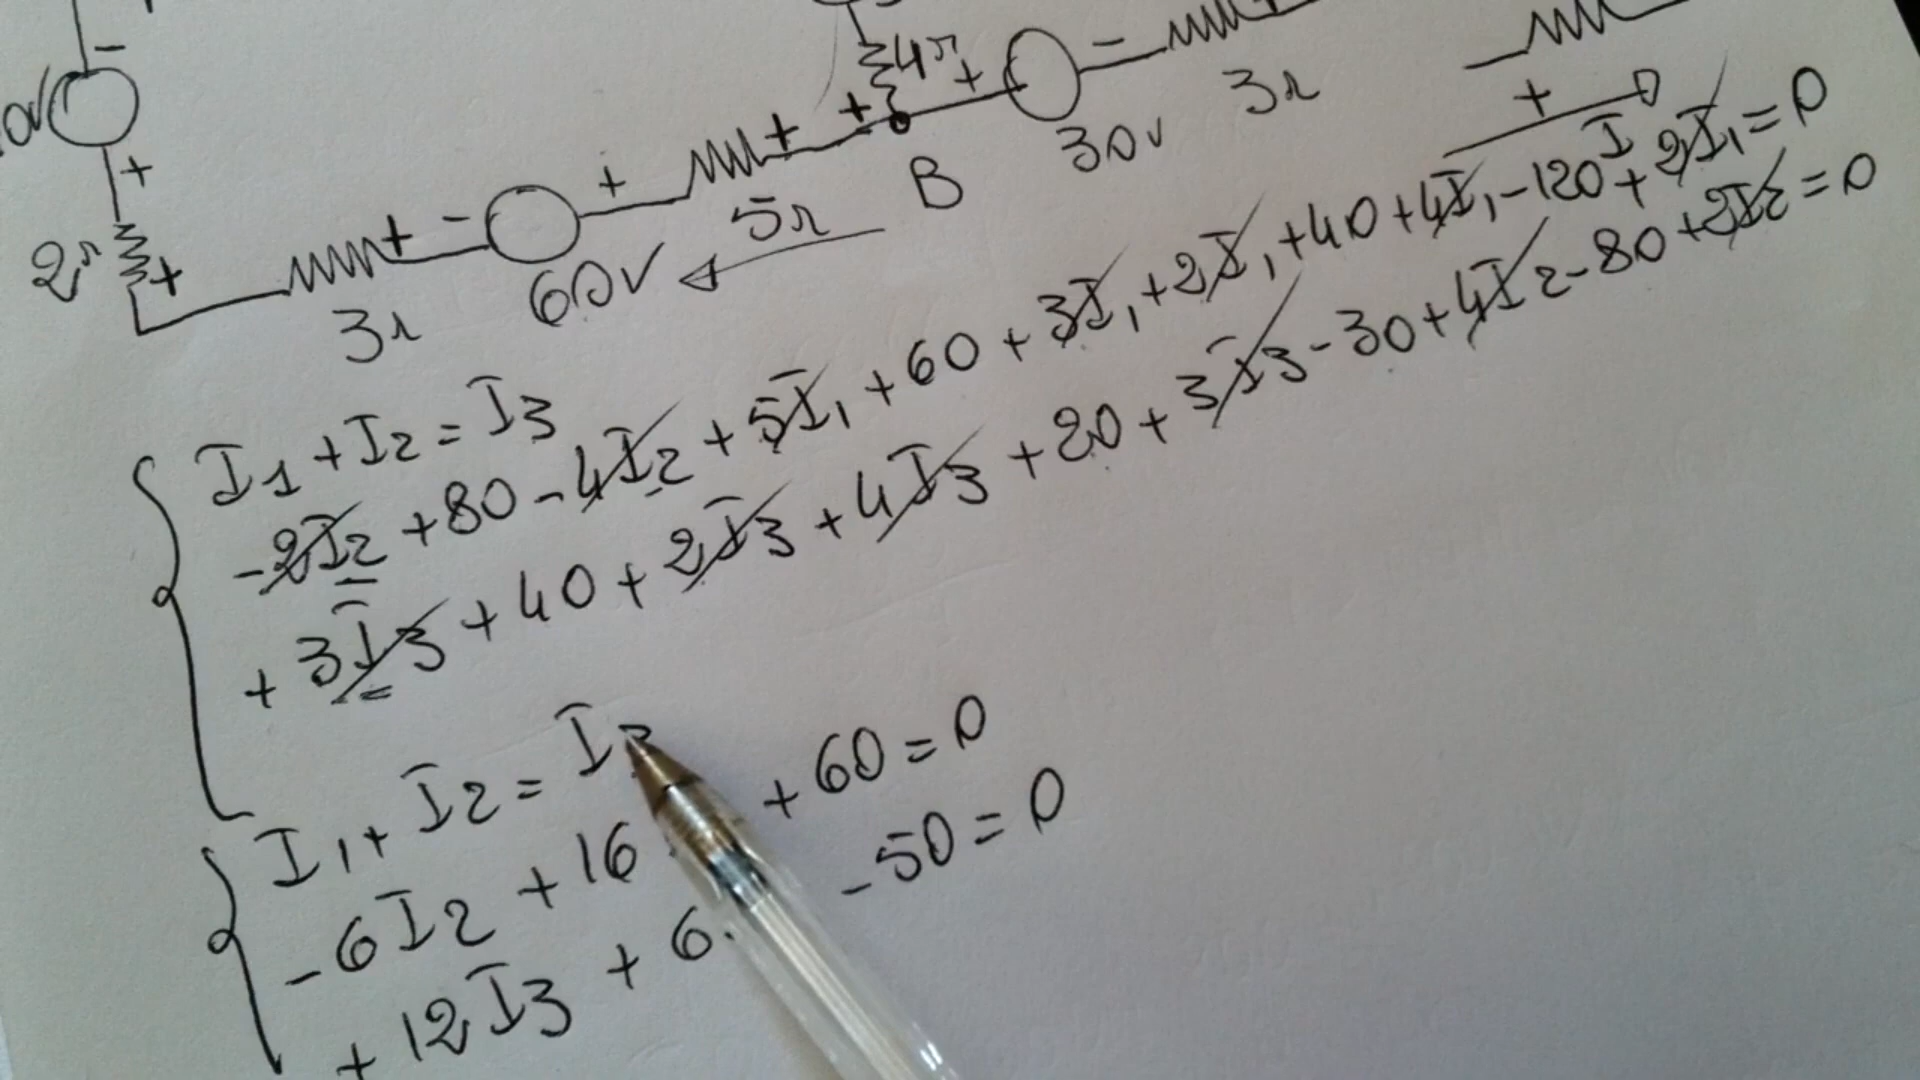 4Ω
3Ω
30V
B
5Ω
2Ω
60V
3Ω
I
I1 + I2 = I3
-2I2 + 80 - 4I2 + 5I1 + 60 + 3I1 + 2I1 + 40 + 4I1 - 120 + 2I1 = 0
+ 3I3 + 40 + 2I3 + 4I3 + 20 + 3I3 - 30 + 4I2 - 80 + 2I2 = 0
I1 + I2 = I3
-6I2 + 16 + 60 = 0
+ 12I3 + 6 - 50 = 0